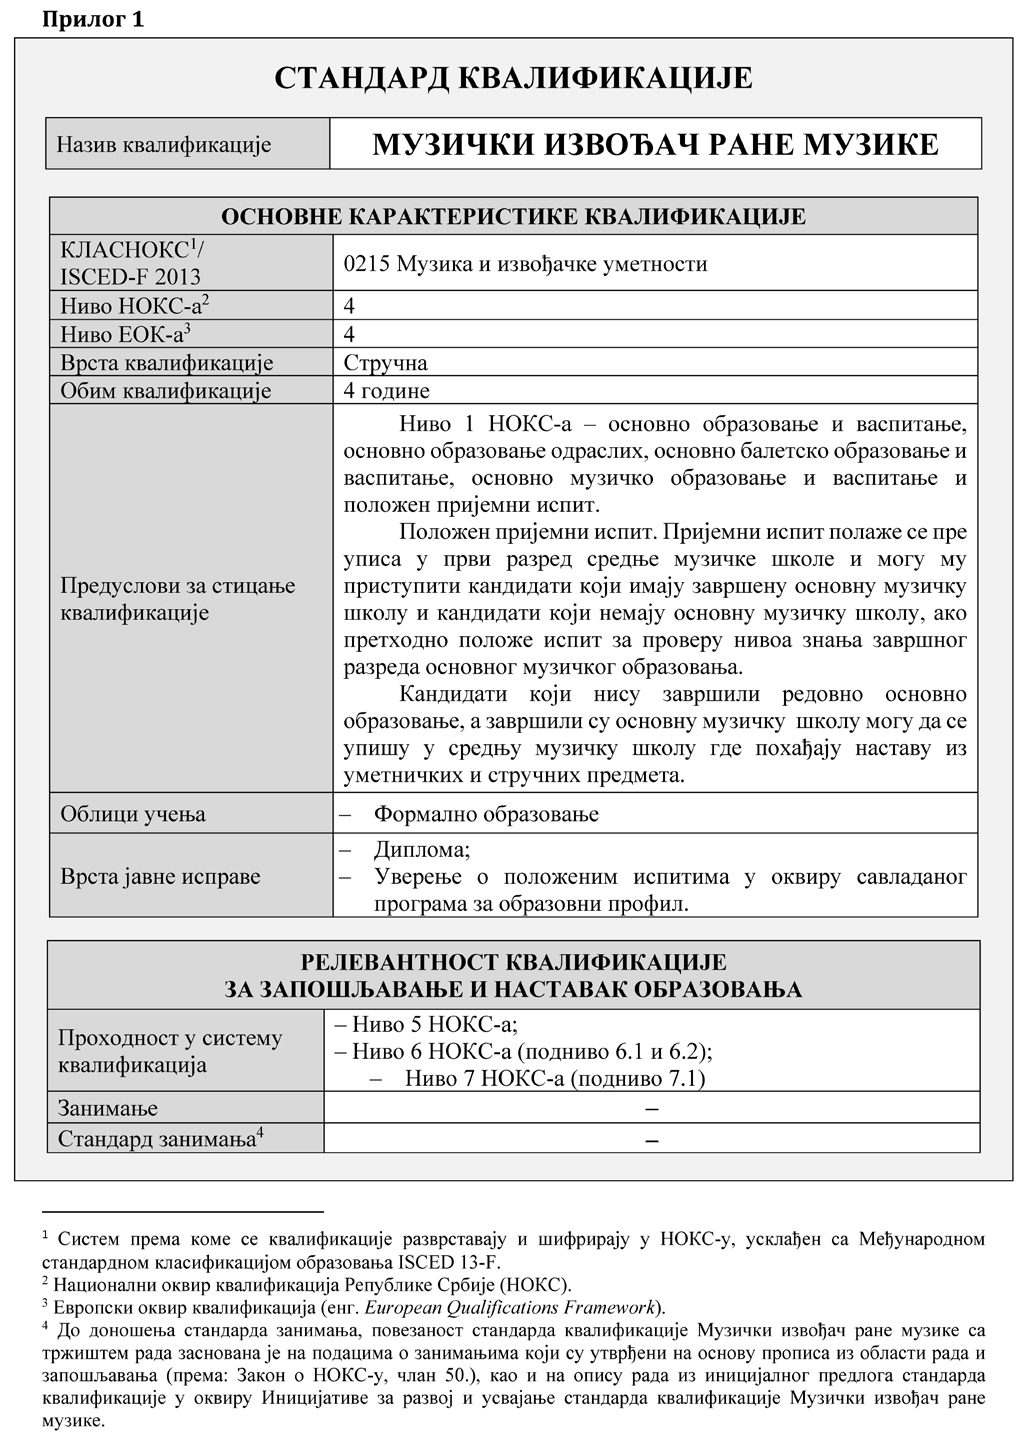 Прилог 1
СТАНДАРД КВАЛИФИКАЦИЈЕ
Назив квалификације
МУЗИЧКИ ИЗВОЂАЧ РАНЕ МУЗИКЕ
ОСНОВНЕ КАРАКТЕРИСТИКЕ КВАЛИФИКАЦИЈЕ
КЛАСНОКС¹/
ISCED-F 2013
0215 Музика и извођачке уметности
Ниво НОКС-а²
4
Ниво ЕОК-а³
4
Врста квалификације
Стручна
Обим квалификације
4 године
Предуслови за стицање
квалификације
Ниво 1 НОКС-а – основно образовање и васпитање,
основно образовање одраслих, основно балетско образовање и
васпитање, основно музичко образовање и васпитање и
положен пријемни испит.
Положен пријемни испит. Пријемни испит полаже се пре
уписа у први разред средње музичке школе и могу му
приступити кандидати који имају завршену основну музичку
школу и кандидати који немају основну музичку школу, ако
претходно положе испит за проверу нивоа знања завршног
разреда основног музичког образовања.
Кандидати који нису завршили редовно основно
образовање, а завршили су основну музичку школу могу да се
упишу у средњу музичку школу где похађају наставу из
уметничких и стручних предмета.
Облици учења
– Формално образовање
Врста јавне исправе
– Диплома;
– Уверење о положеним испитима у оквиру савладаног
програма за образовни профил.
РЕЛЕВАНТНОСТ КВАЛИФИКАЦИЈЕ
ЗА ЗАПОШЉАВАЊЕ И НАСТАВАК ОБРАЗОВАЊА
Проходност у систему
квалификација
– Ниво 5 НОКС-а;
– Ниво 6 НОКС-а (подниво 6.1 и 6.2);
– Ниво 7 НОКС-а (подниво 7.1)
Занимање
–
Стандард занимања⁴
–
¹ Систем према коме се квалификације разврставају и шифрирају у НОКС-у, усклађен са Међународном
стандардном класификацијом образовања ISCED 13-F.
² Национални оквир квалификација Републике Србије (НОКС).
³ Европски оквир квалификација (енг. European Qualifications Framework).
⁴ До доношења стандарда занимања, повезаност стандарда квалификације Музички извођач ране музике са
тржиштем рада заснована је на подацима о занимањима који су утврђени на основу прописа из области рада и
запошљавања (према: Закон о НОКС-у, члан 50.), као и на опису рада из иницијалног предлога стандарда
квалификације у оквиру Иницијативе за развој и усвајање стандарда квалификације Музички извођач ране
музике.